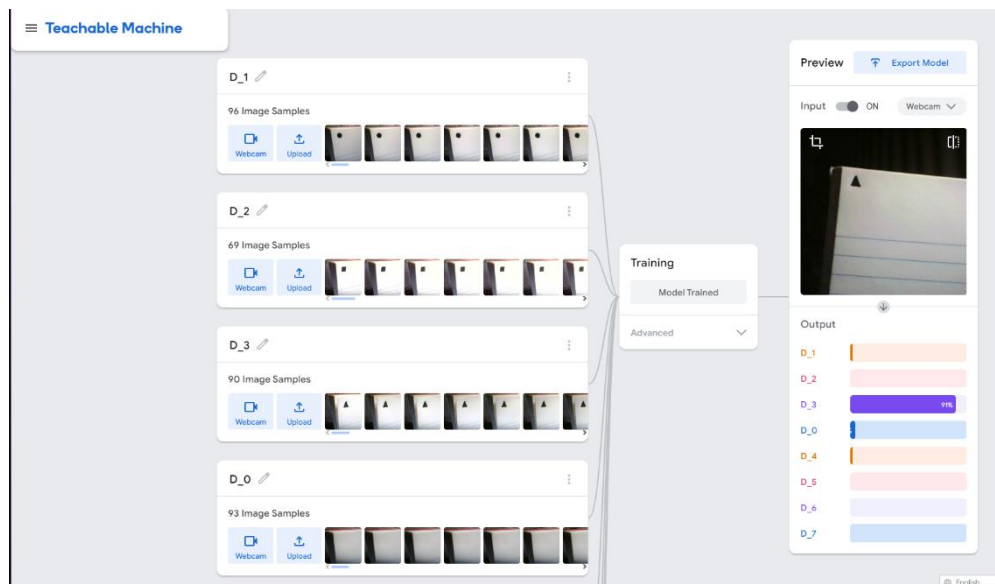 Teachable Machine
D_1
96 Image Samples
Webcam
Upload
D_2
69 Image Samples
Webcam
Upload
D_3
90 Image Samples
Webcam
Upload
D_0
93 Image Samples
Webcam
Upload
Training
Model Trained
Advanced
Preview
Export Model
Input
ON
Webcam
Output
D_1
D_2
D_3
91%
D_0
D_4
D_5
D_6
D_7
English